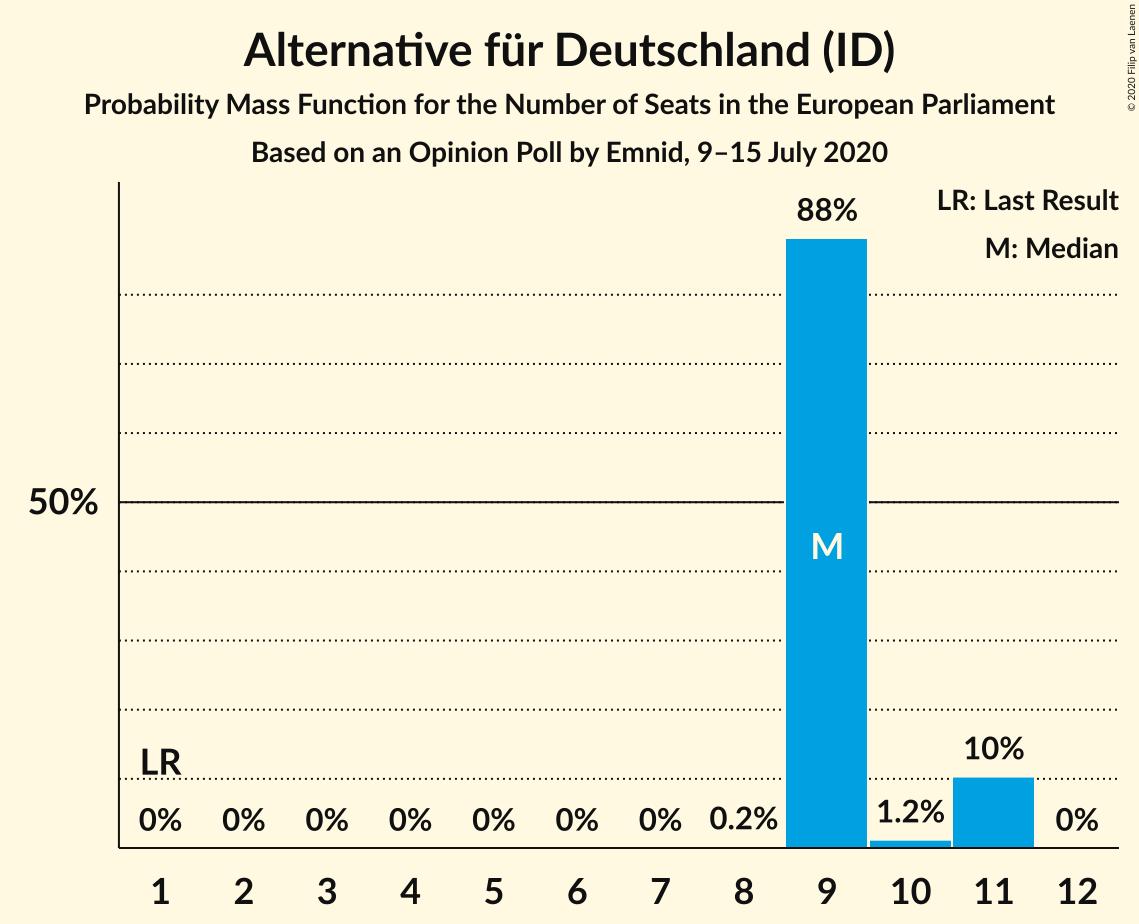 Alternative für Deutschland (ID)
Probability Mass Function for the Number of Seats in the European Parliament
Based on an Opinion Poll by Emnid, 9–15 July 2020
© 2020 Filip van Laenen
LR: Last Result
M: Median
88%
50%
M
LR
10%
0% 0% 0% 0% 0% 0% 0% 0.2% 1.2% 0%
1 2 3 4 5 6 7 8 9 10 11 12